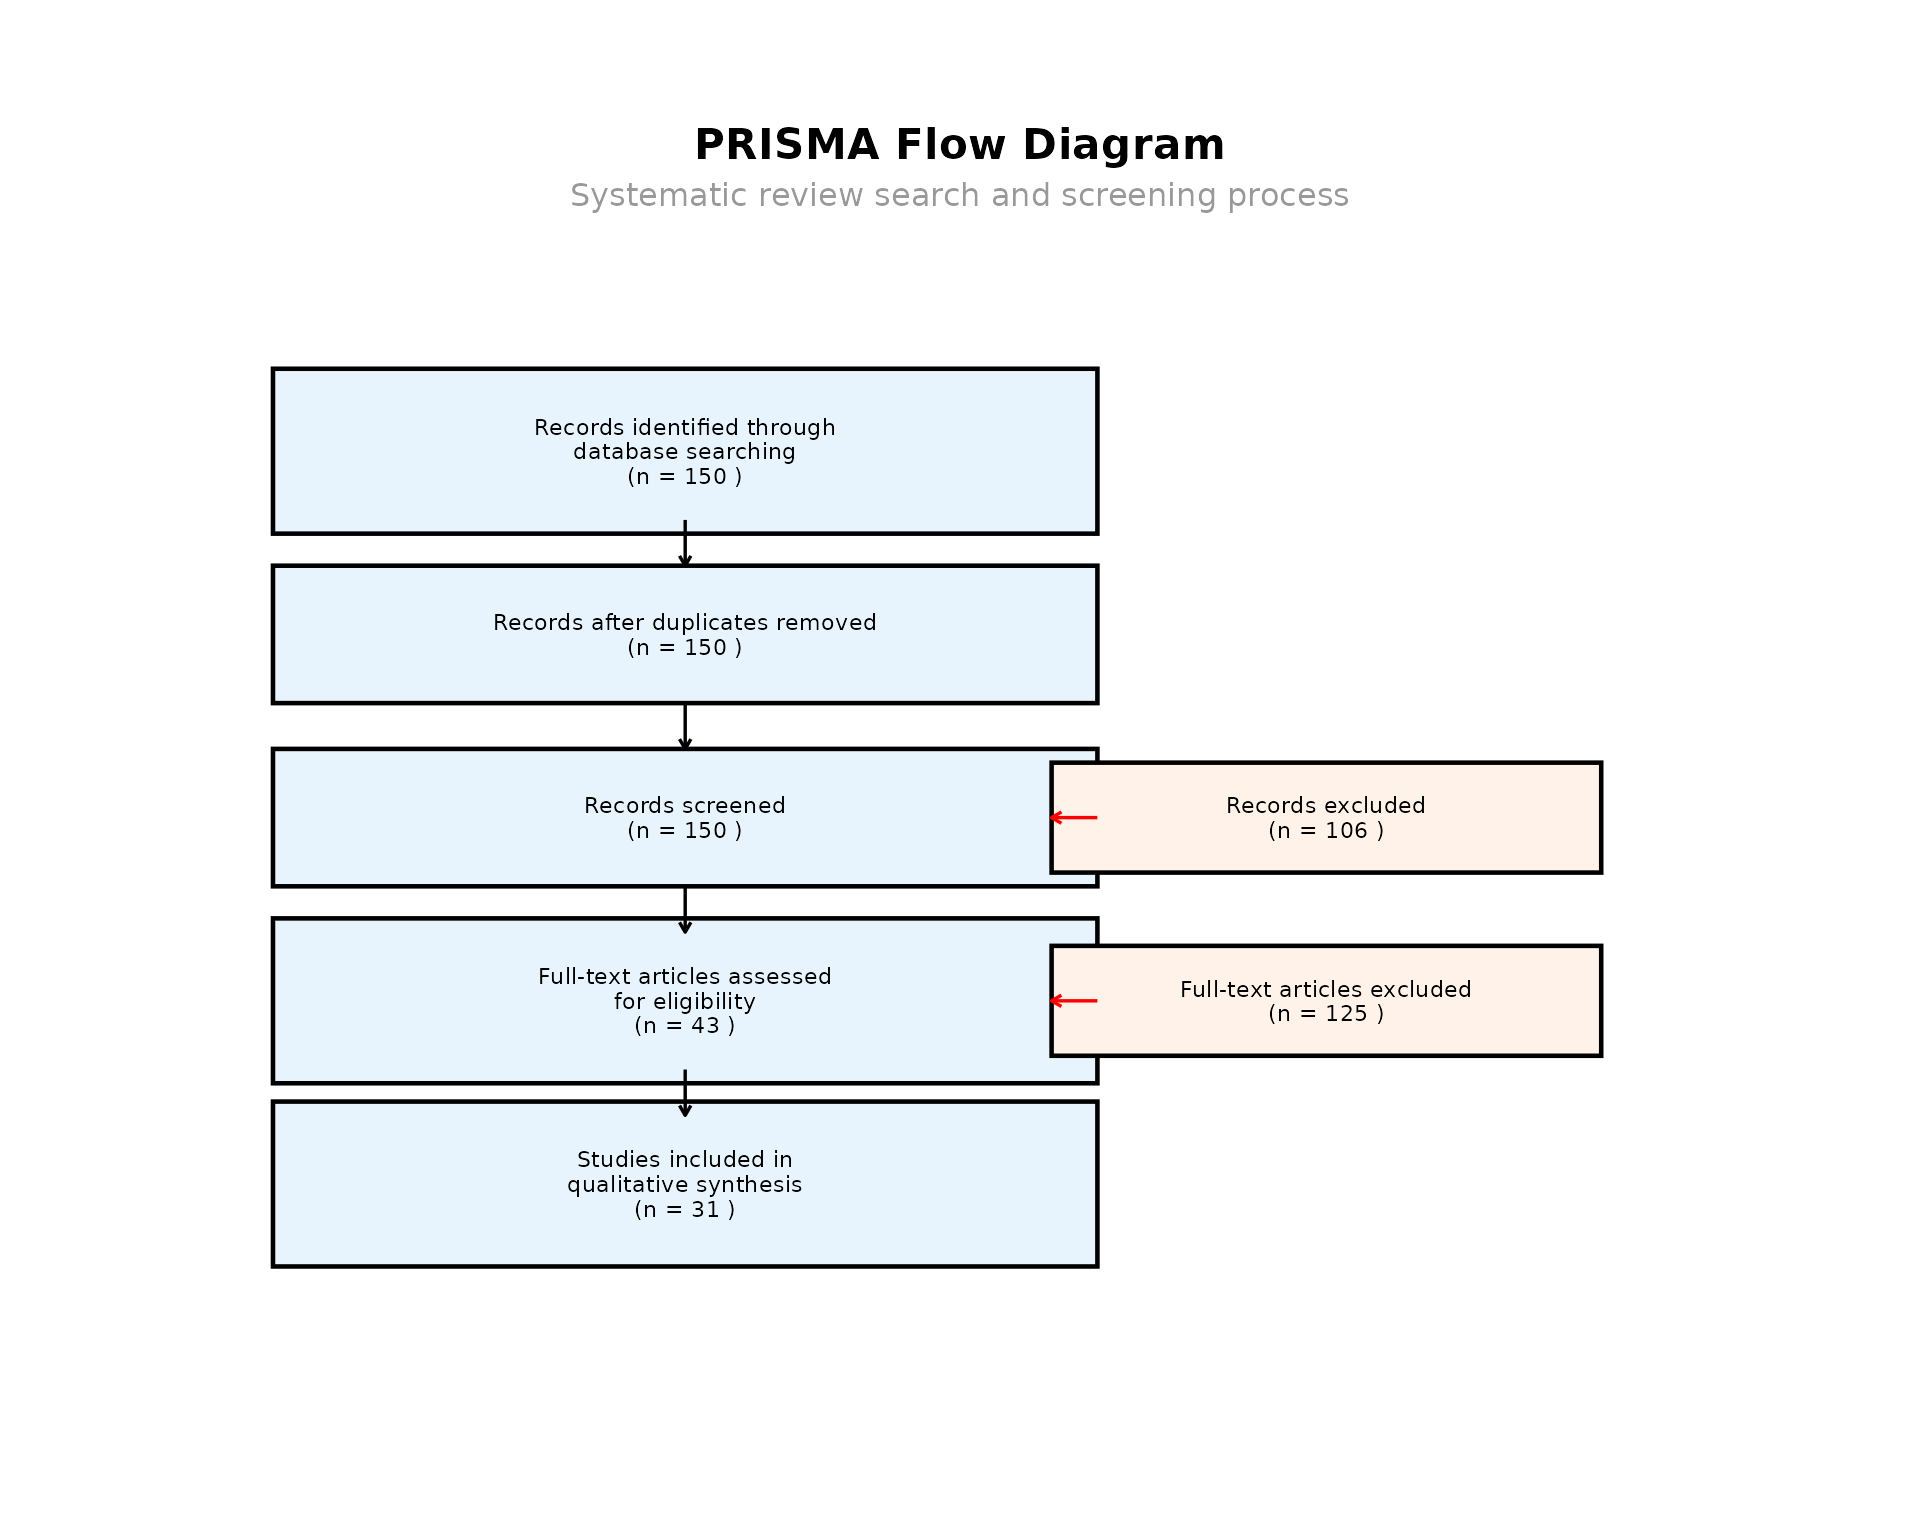 PRISMA Flow Diagram
Systematic review search and screening process
Records identified through
database searching
(n = 150 )
Records after duplicates removed
(n = 150 )
Records screened
(n = 150 )
Records excluded
(n = 106 )
Full-text articles assessed
for eligibility
(n = 43 )
Full-text articles excluded
(n = 125 )
Studies included in
qualitative synthesis
(n = 31 )